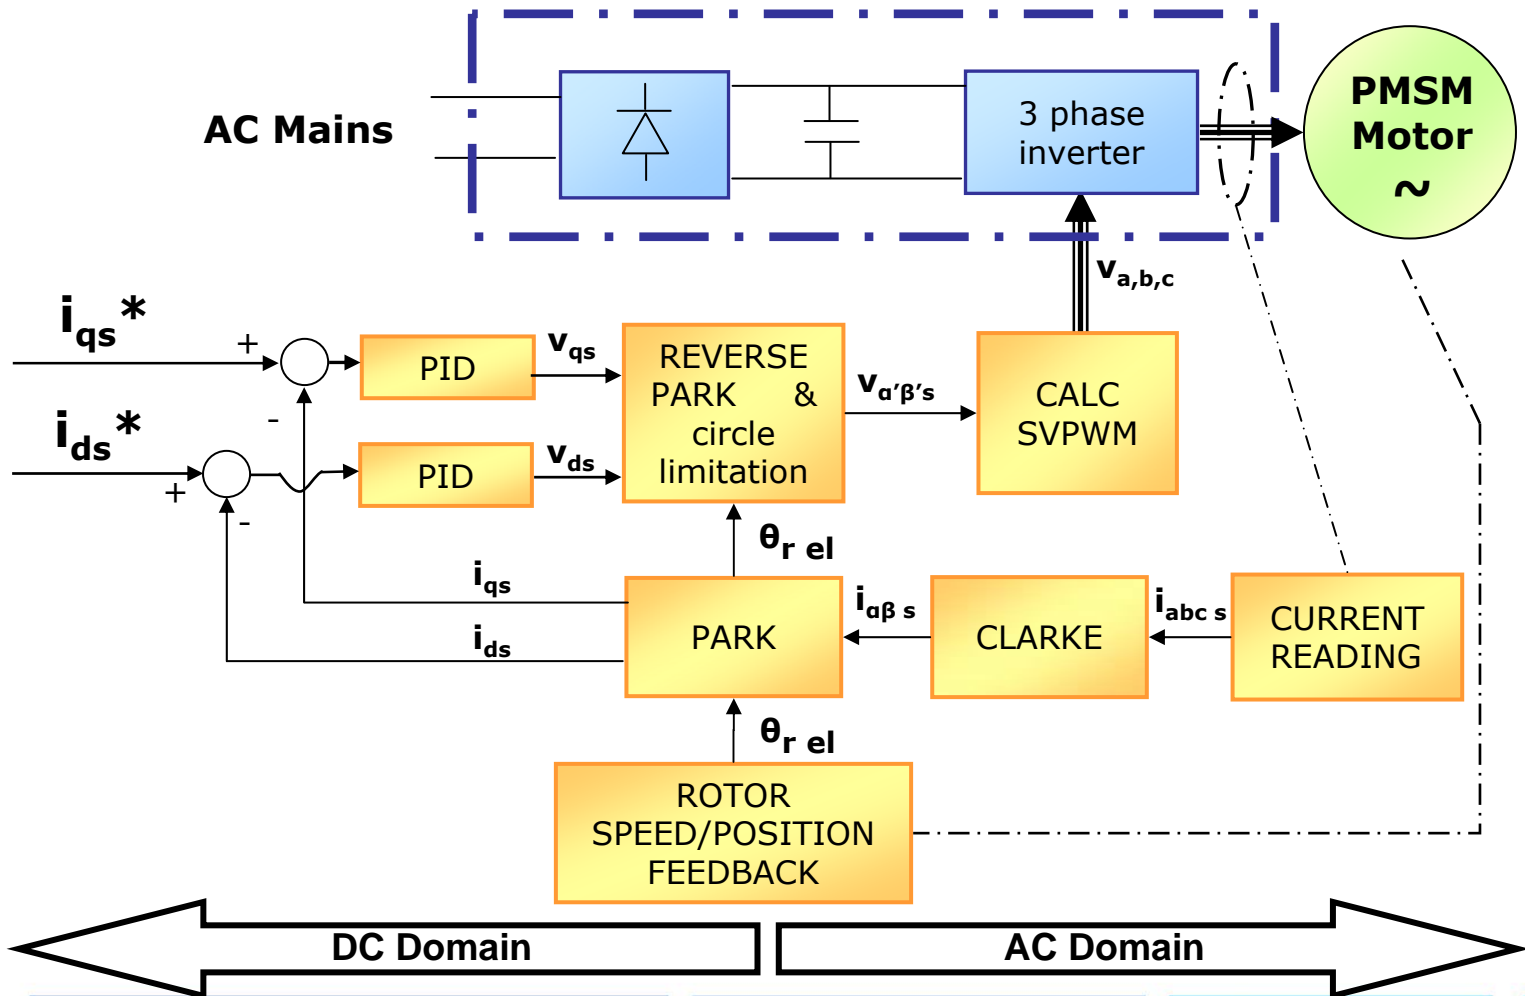 AC Mains
3 phase
inverter
PMSM
Motor
~
va,b,c
iqs*
+
-
PID
vqs
REVERSE
PARK &
circle
limitation
vα'β's
CALC
SVPWM
ids*
+
-
PID
vds
θr el
iqs
ids
PARK
iαβ s
CLARKE
iabc s
CURRENT
READING
θr el
ROTOR
SPEED/POSITION
FEEDBACK
DC Domain
AC Domain